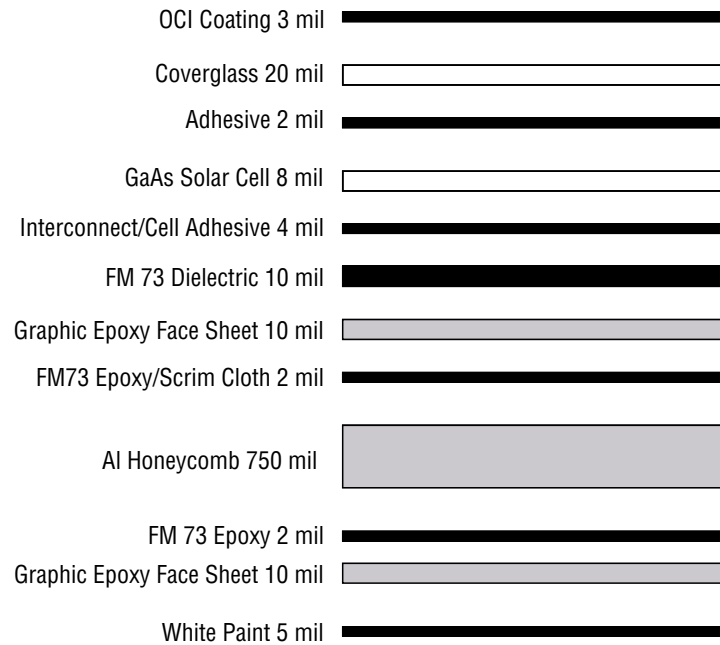 OCI Coating 3 mil
Coverglass 20 mil
Adhesive 2 mil
GaAs Solar Cell 8 mil
Interconnect/Cell Adhesive 4 mil
FM 73 Dielectric 10 mil
Graphic Epoxy Face Sheet 10 mil
FM73 Epoxy/Scrim Cloth 2 mil
Al Honeycomb 750 mil
FM 73 Epoxy 2 mil
Graphic Epoxy Face Sheet 10 mil
White Paint 5 mil